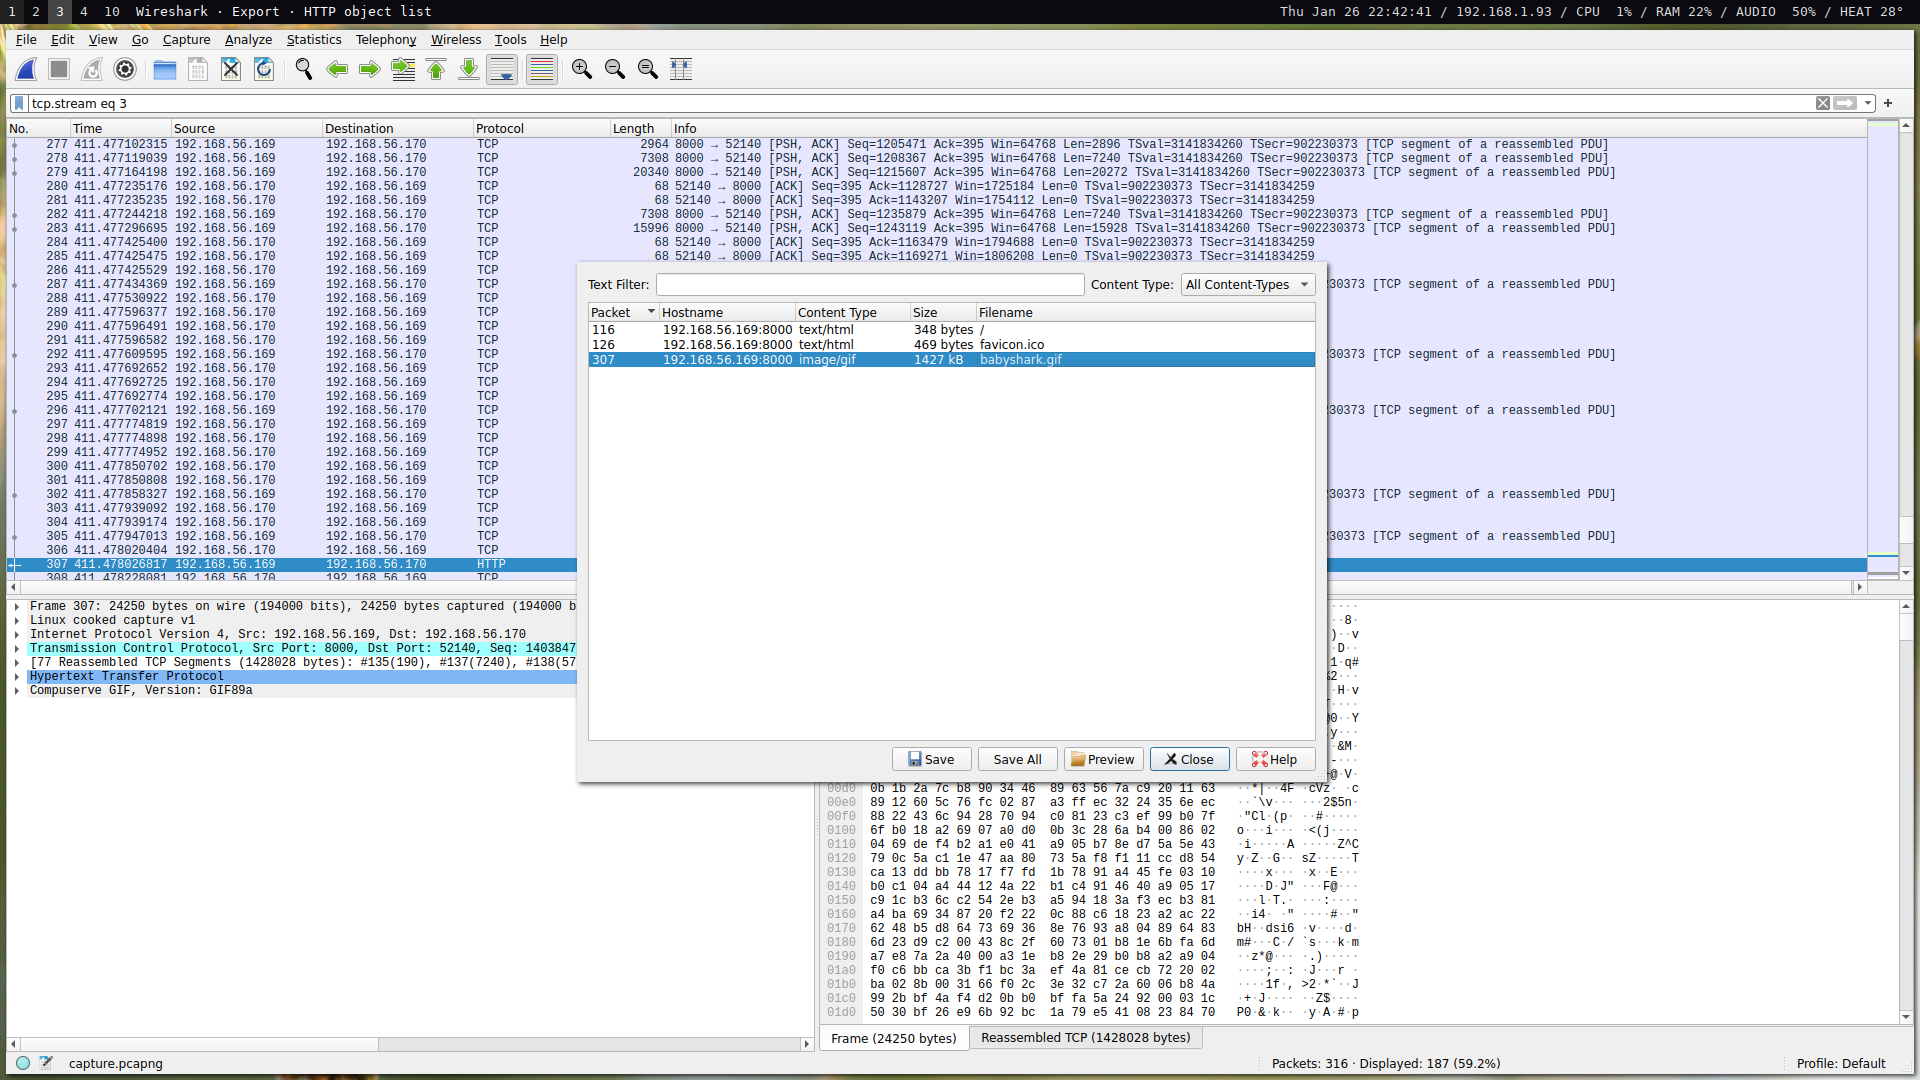 1 2 3 4 10 Wireshark · Export · HTTP object list Thu Jan 26 22:42:41 / 192.168.1.93 / CPU 1% / RAM 22% / AUDIO 50% / HEAT 28°
File Edit View Go Capture Analyze Statistics Telephony Wireless Tools Help
tcp.stream eq 3
No. Time Source Destination Protocol Length Info
277 411.477102315 192.168.56.169 192.168.56.170 TCP 2964 8000 → 52140 [PSH, ACK] Seq=1205471 Ack=395 Win=64768 Len=2896 TSval=3141834260 TSecr=902230373 [TCP segment of a reassembled PDU]
278 411.477119039 192.168.56.169 192.168.56.170 TCP 7308 8000 → 52140 [PSH, ACK] Seq=1208367 Ack=395 Win=64768 Len=7240 TSval=3141834260 TSecr=902230373 [TCP segment of a reassembled PDU]
279 411.477164198 192.168.56.169 192.168.56.170 TCP 20340 8000 → 52140 [PSH, ACK] Seq=1215607 Ack=395 Win=64768 Len=20272 TSval=3141834260 TSecr=902230373 [TCP segment of a reassembled PDU]
280 411.477235176 192.168.56.170 192.168.56.169 TCP 68 52140 → 8000 [ACK] Seq=395 Ack=1128727 Win=1725184 Len=0 TSval=902230373 TSecr=3141834259
281 411.477235235 192.168.56.170 192.168.56.169 TCP 68 52140 → 8000 [ACK] Seq=395 Ack=1143207 Win=1754112 Len=0 TSval=902230373 TSecr=3141834259
282 411.477244218 192.168.56.169 192.168.56.170 TCP 7308 8000 → 52140 [PSH, ACK] Seq=1235879 Ack=395 Win=64768 Len=7240 TSval=3141834260 TSecr=902230373 [TCP segment of a reassembled PDU]
283 411.477296695 192.168.56.169 192.168.56.170 TCP 15996 8000 → 52140 [PSH, ACK] Seq=1243119 Ack=395 Win=64768 Len=15928 TSval=3141834260 TSecr=902230373 [TCP segment of a reassembled PDU]
284 411.477425400 192.168.56.170 192.168.56.169 TCP 68 52140 → 8000 [ACK] Seq=395 Ack=1163479 Win=1794688 Len=0 TSval=902230373 TSecr=3141834259
285 411.477425475 192.168.56.170 192.168.56.169 TCP 68 52140 → 8000 [ACK] Seq=395 Ack=1169271 Win=1806208 Len=0 TSval=902230373 TSecr=3141834259
286 411.477425529 192.168.56.170 192.168.56.169 TCP
287 411.477434369 192.168.56.169 192.168.56.170 TCP 30373 [TCP segment of a reassembled PDU]
288 411.477530922 192.168.56.170 192.168.56.169 TCP
289 411.477596377 192.168.56.170 192.168.56.169 TCP
290 411.477596491 192.168.56.170 192.168.56.169 TCP
291 411.477596582 192.168.56.170 192.168.56.169 TCP
292 411.477609595 192.168.56.169 192.168.56.170 TCP 30373 [TCP segment of a reassembled PDU]
293 411.477692652 192.168.56.170 192.168.56.169 TCP
294 411.477692725 192.168.56.170 192.168.56.169 TCP
295 411.477692774 192.168.56.170 192.168.56.169 TCP
296 411.477702121 192.168.56.169 192.168.56.170 TCP 30373 [TCP segment of a reassembled PDU]
297 411.477774819 192.168.56.170 192.168.56.169 TCP
298 411.477774898 192.168.56.170 192.168.56.169 TCP
299 411.477774952 192.168.56.170 192.168.56.169 TCP
300 411.477850702 192.168.56.170 192.168.56.169 TCP
301 411.477850808 192.168.56.170 192.168.56.169 TCP
302 411.477858327 192.168.56.169 192.168.56.170 TCP 30373 [TCP segment of a reassembled PDU]
303 411.477939092 192.168.56.170 192.168.56.169 TCP
304 411.477939174 192.168.56.170 192.168.56.169 TCP
305 411.477947013 192.168.56.169 192.168.56.170 TCP 30373 [TCP segment of a reassembled PDU]
306 411.478020404 192.168.56.170 192.168.56.169 TCP
307 411.478026817 192.168.56.169 192.168.56.170 HTTP
308 411.478228081 192.168.56.170 192.168.56.169 TCP
Text Filter: Content Type: All Content-Types
Packet Hostname Content Type Size Filename
116 192.168.56.169:8000 text/html 348 bytes /
126 192.168.56.169:8000 text/html 469 bytes favicon.ico
307 192.168.56.169:8000 image/gif 1427 kB babyshark.gif
Save Save All Preview Close Help
Frame 307: 24250 bytes on wire (194000 bits), 24250 bytes captured (194000 b
Linux cooked capture v1
Internet Protocol Version 4, Src: 192.168.56.169, Dst: 192.168.56.170
Transmission Control Protocol, Src Port: 8000, Dst Port: 52140, Seq: 1403847
[77 Reassembled TCP Segments (1428028 bytes): #135(190), #137(7240), #138(57
Hypertext Transfer Protocol
Compuserve GIF, Version: GIF89a
00d0 0b 1b 2a 7c b8 90 34 46 89 63 56 7a c9 20 11 63 ··*|··4F ·cVz· ·c
00e0 89 12 60 5c 76 fc 02 87 a3 ff ec 32 24 35 6e ec ··`\v··· ···2$5n·
00f0 88 22 43 6c 94 28 70 94 c0 81 23 c3 ef 99 b0 7f ·"Cl·(p· ··#·····
0100 6f b0 18 a2 69 07 a0 d0 0b 3c 28 6a b4 00 86 02 o···i··· ·<(j····
0110 04 69 de f4 b2 a1 e0 41 a9 05 b7 8e d7 5a 5e 43 ·i·····A ·····Z^C
0120 79 0c 5a c1 1e 47 aa 80 73 5a f8 f1 11 cc d8 54 y·Z··G·· sZ·····T
0130 ca 13 dd bb 78 17 f7 fd 1b 78 91 a4 45 fe 03 10 ····x··· ·x··E···
0140 b0 c1 04 a4 44 12 4a 22 b1 c4 91 46 40 a9 05 17 ····D·J" ···F@···
0150 c9 1c b3 6c c2 54 2e b3 a5 94 18 3a f3 ec b3 81 ···l·T.· ···:····
0160 a4 ba 69 34 87 20 f2 22 0c 88 c6 18 23 a2 ac 22 ··i4· ·" ····#··"
0170 62 48 b5 d8 64 73 69 36 8e 76 93 a8 04 89 64 83 bH··dsi6 ·v····d·
0180 6d 23 d9 c2 00 43 8c 2f 60 73 01 b8 1e 6b fa 6d m#···C·/ `s···k·m
0190 a7 e8 7a 2a 40 00 a3 1e b8 2e 29 b0 b8 a2 a9 04 ··z*@··· ·.)·····
01a0 f0 c6 bb ca 3b f1 bc 3a ef 4a 81 ce cb 72 20 02 ····;··: ·J···r ·
01b0 ba 02 8b 00 31 66 f0 2c 3e 32 c7 2a 60 06 b8 4a ····1f·, >2·*`··J
01c0 99 2b bf 4a f4 d2 0b b0 bf fa 5a 24 92 00 03 1c ·+·J···· ··Z$····
01d0 50 30 bf 26 e9 6b 92 bc 1a 79 e5 41 08 23 84 70 P0·&·k·· ·y·A·#·p
Frame (24250 bytes) Reassembled TCP (1428028 bytes)
capture.pcapng Packets: 316 · Displayed: 187 (59.2%) Profile: Default